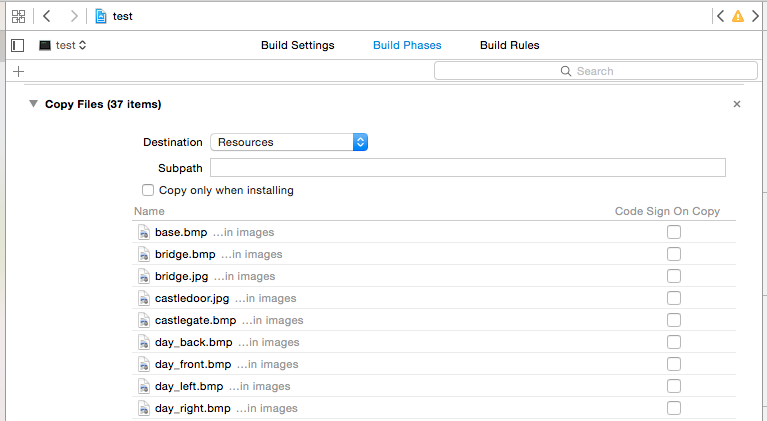 test
test
Build Settings
Build Phases
Build Rules
Search
Copy Files (37 items)
Destination
Resources
Subpath
Copy only when installing
Name
Code Sign On Copy
base.bmp ...in images
bridge.bmp ...in images
bridge.jpg ...in images
castledoor.jpg ...in images
castlegate.bmp ...in images
day_back.bmp ...in images
day_front.bmp ...in images
day_left.bmp ...in images
day_right.bmp ...in images